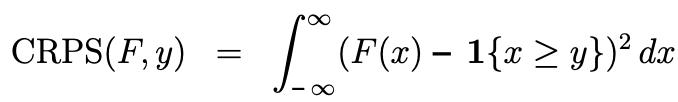 CRPS(F, y) = ∫_{-∞}^{∞} (F(x) − 𝟏{x ≥ y})² dx